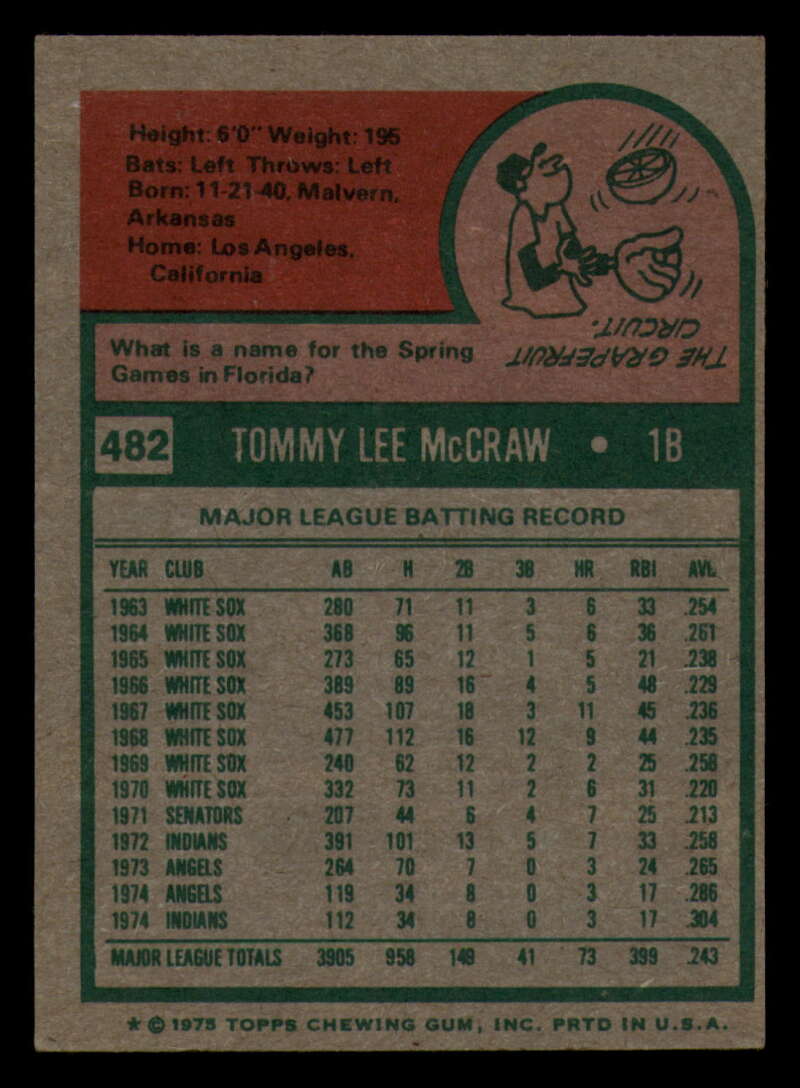 Height: 6'0" Weight: 195
Bats: Left Throws: Left
Born: 11-21-40, Malvern,
Arkansas
Home: Los Angeles,
California
What is a name for the Spring
Games in Florida?
THE GRAPEFRUIT
CIRCUIT.
482 TOMMY LEE McCRAW • 1B
MAJOR LEAGUE BATTING RECORD
YEAR CLUB AB H 2B 3B HR RBI AVG.
1963 WHITE SOX 280 71 11 3 6 33 .254
1964 WHITE SOX 368 96 11 5 6 36 .261
1965 WHITE SOX 273 65 12 1 5 21 .238
1966 WHITE SOX 389 89 16 4 5 48 .229
1967 WHITE SOX 453 107 18 3 11 45 .236
1968 WHITE SOX 477 112 16 12 9 44 .235
1969 WHITE SOX 240 62 12 2 2 25 .258
1970 WHITE SOX 332 73 11 2 6 31 .220
1971 SENATORS 207 44 6 4 7 25 .213
1972 INDIANS 391 101 13 5 7 33 .258
1973 ANGELS 264 70 7 0 3 24 .265
1974 ANGELS 119 34 8 0 3 17 .286
1974 INDIANS 112 34 8 0 3 17 .304
MAJOR LEAGUE TOTALS 3905 958 149 41 73 399 .243
* © 1975 TOPPS CHEWING GUM, INC. PRTD IN U.S.A.